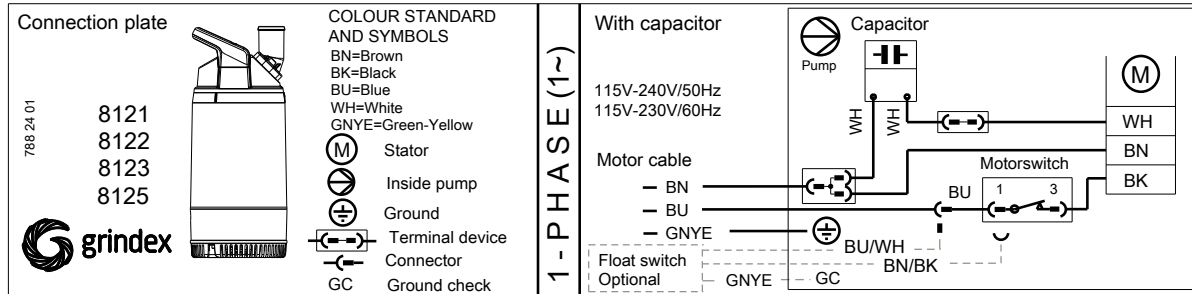 Connection plate
788 24 01
8121
8122
8123
8125
grindex
COLOUR STANDARD
AND SYMBOLS
BN=Brown
BK=Black
BU=Blue
WH=White
GNYE=Green-Yellow
M Stator
Inside pump
Ground
Terminal device
Connector
GC Ground check
1 - PHASE (1~)
With capacitor
115V-240V/50Hz
115V-230V/60Hz
Motor cable
BN
BU
GNYE
Float switch
Optional
GNYE
GC
Pump
Capacitor
WH
WH
M
WH
BN
BK
Motorswitch
1 3
BU
BU/WH
BN/BK